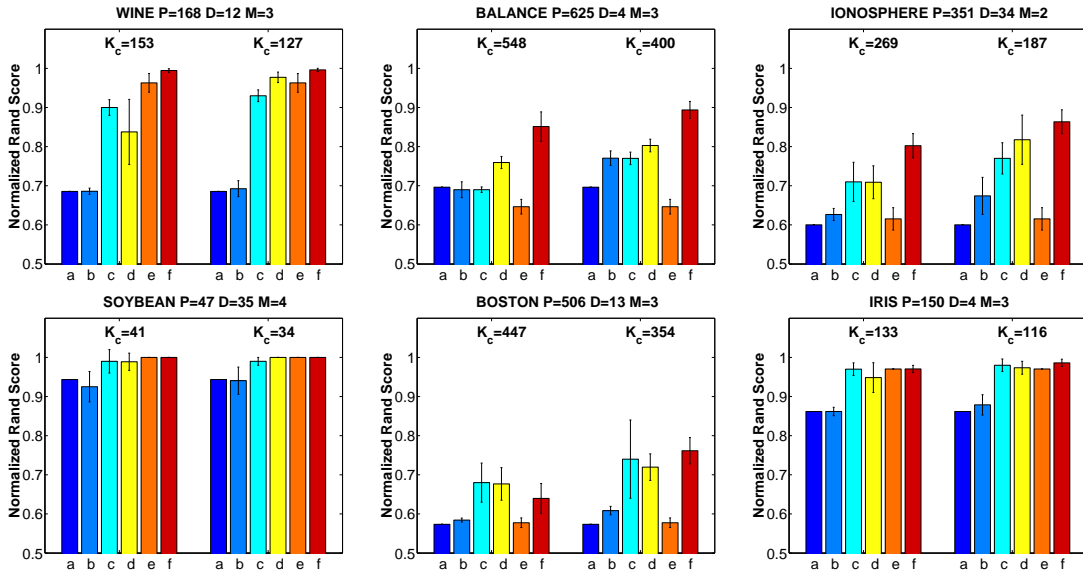 WINE P=168 D=12 M=3
K_c=153 K_c=127
Normalized Rand Score
1
0.9
0.8
0.7
0.6
0.5
a b c d e f a b c d e f
BALANCE P=625 D=4 M=3
K_c=548 K_c=400
Normalized Rand Score
1
0.9
0.8
0.7
0.6
0.5
a b c d e f a b c d e f
IONOSPHERE P=351 D=34 M=2
K_c=269 K_c=187
Normalized Rand Score
1
0.9
0.8
0.7
0.6
0.5
a b c d e f a b c d e f
SOYBEAN P=47 D=35 M=4
K_c=41 K_c=34
Normalized Rand Score
1
0.9
0.8
0.7
0.6
0.5
a b c d e f a b c d e f
BOSTON P=506 D=13 M=3
K_c=447 K_c=354
Normalized Rand Score
1
0.9
0.8
0.7
0.6
0.5
a b c d e f a b c d e f
IRIS P=150 D=4 M=3
K_c=133 K_c=116
Normalized Rand Score
1
0.9
0.8
0.7
0.6
0.5
a b c d e f a b c d e f